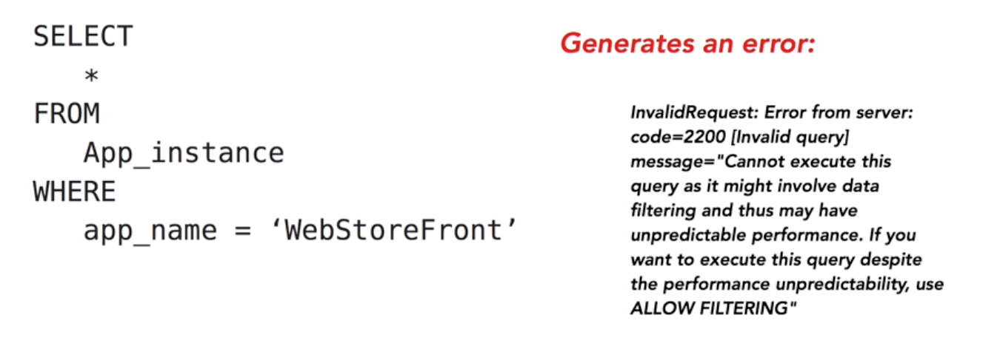 SELECT
*
FROM
App_instance
WHERE
app_name = ‘WebStoreFront’
Generates an error:
InvalidRequest: Error from server:
code=2200 [Invalid query]
message="Cannot execute this
query as it might involve data
filtering and thus may have
unpredictable performance. If you
want to execute this query despite
the performance unpredictability, use
ALLOW FILTERING"